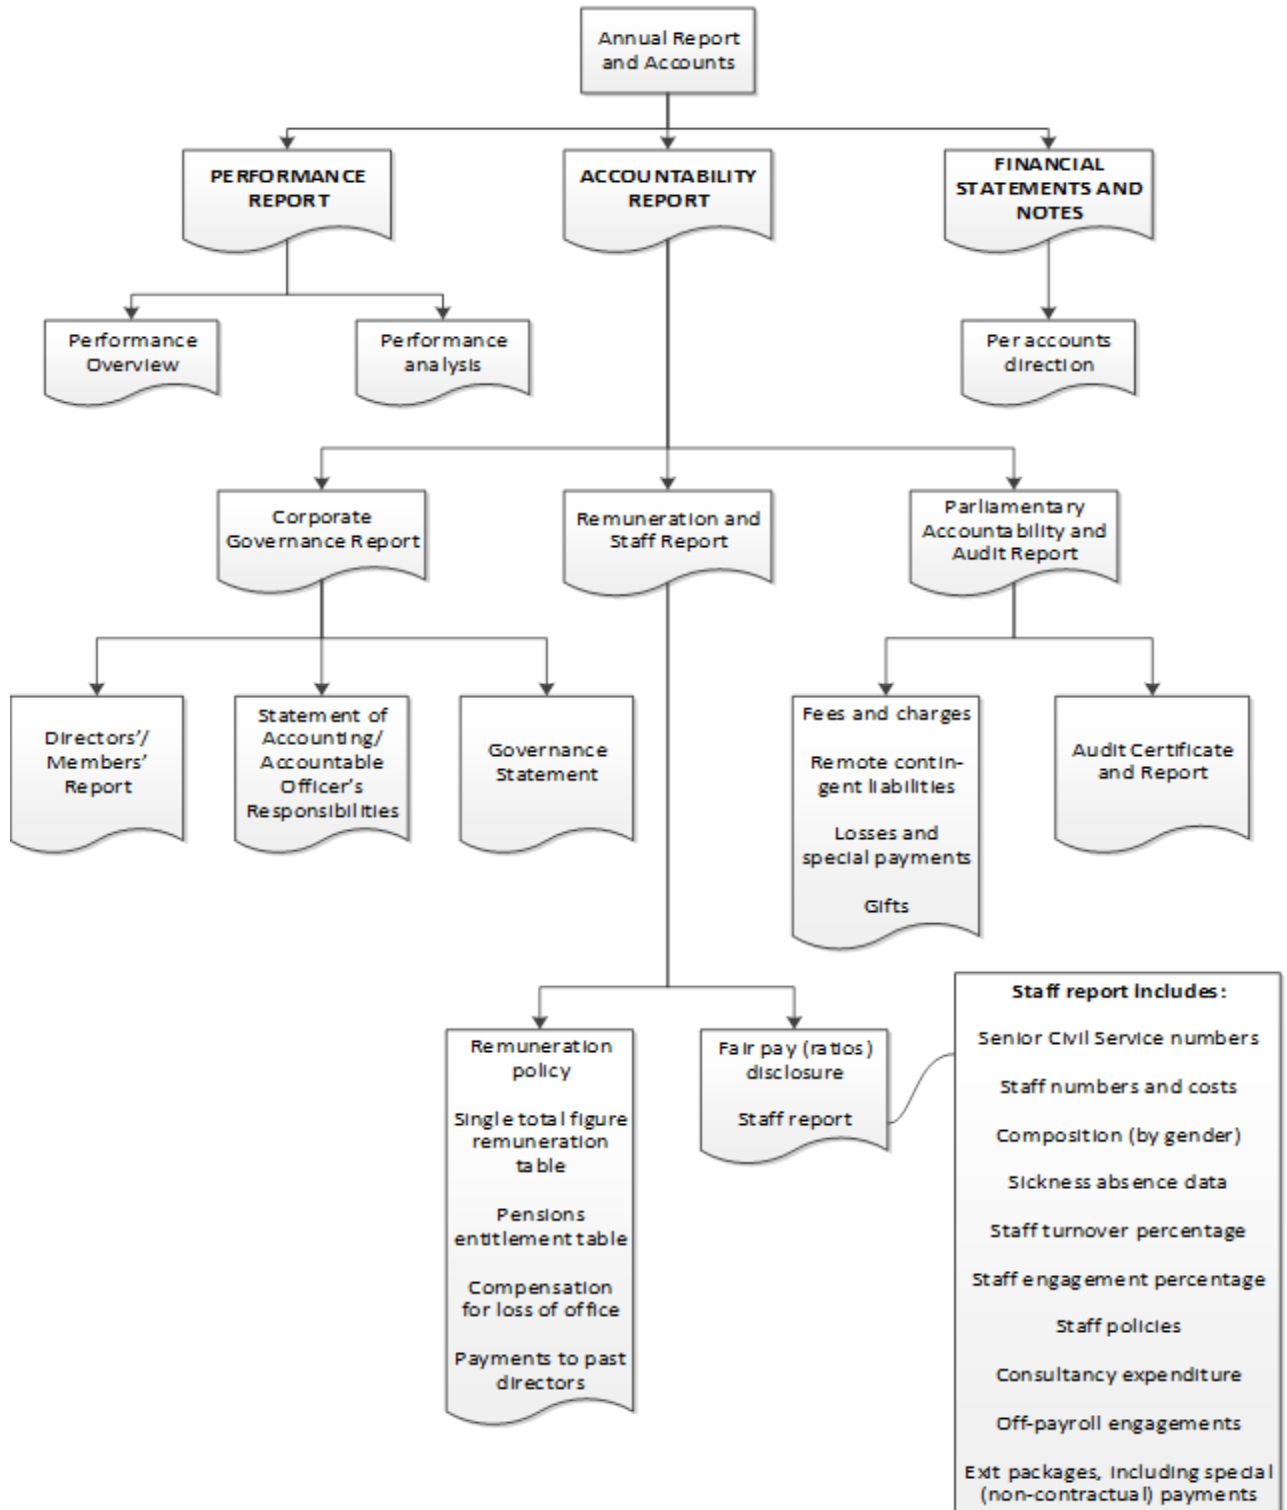 Annual Report
and Accounts
PERFORMANCE
REPORT
ACCOUNTABILITY
REPORT
FINANCIAL
STATEMENTS AND
NOTES
Performance
Overview
Performance
analysis
Per accounts
direction
Corporate
Governance Report
Remuneration and
Staff Report
Parliamentary
Accountability and
Audit Report
Directors’/
Members’
Report
Statement of
Accounting/
Accountable
Officer’s
Responsibilities
Governance
Statement
Fees and charges
Remote contin-
gent liabilities
Losses and
special payments
Gifts
Audit Certificate
and Report
Remuneration
policy
Single total figure
remuneration
table
Pensions
entitlement table
Compensation
for loss of office
Payments to past
directors
Fair pay (ratios)
disclosure
Staff report
Staff report includes:
Senior Civil Service numbers
Staff numbers and costs
Composition (by gender)
Sickness absence data
Staff turnover percentage
Staff engagement percentage
Staff policies
Consultancy expenditure
Off-payroll engagements
Exit packages, including special
(non-contractual) payments